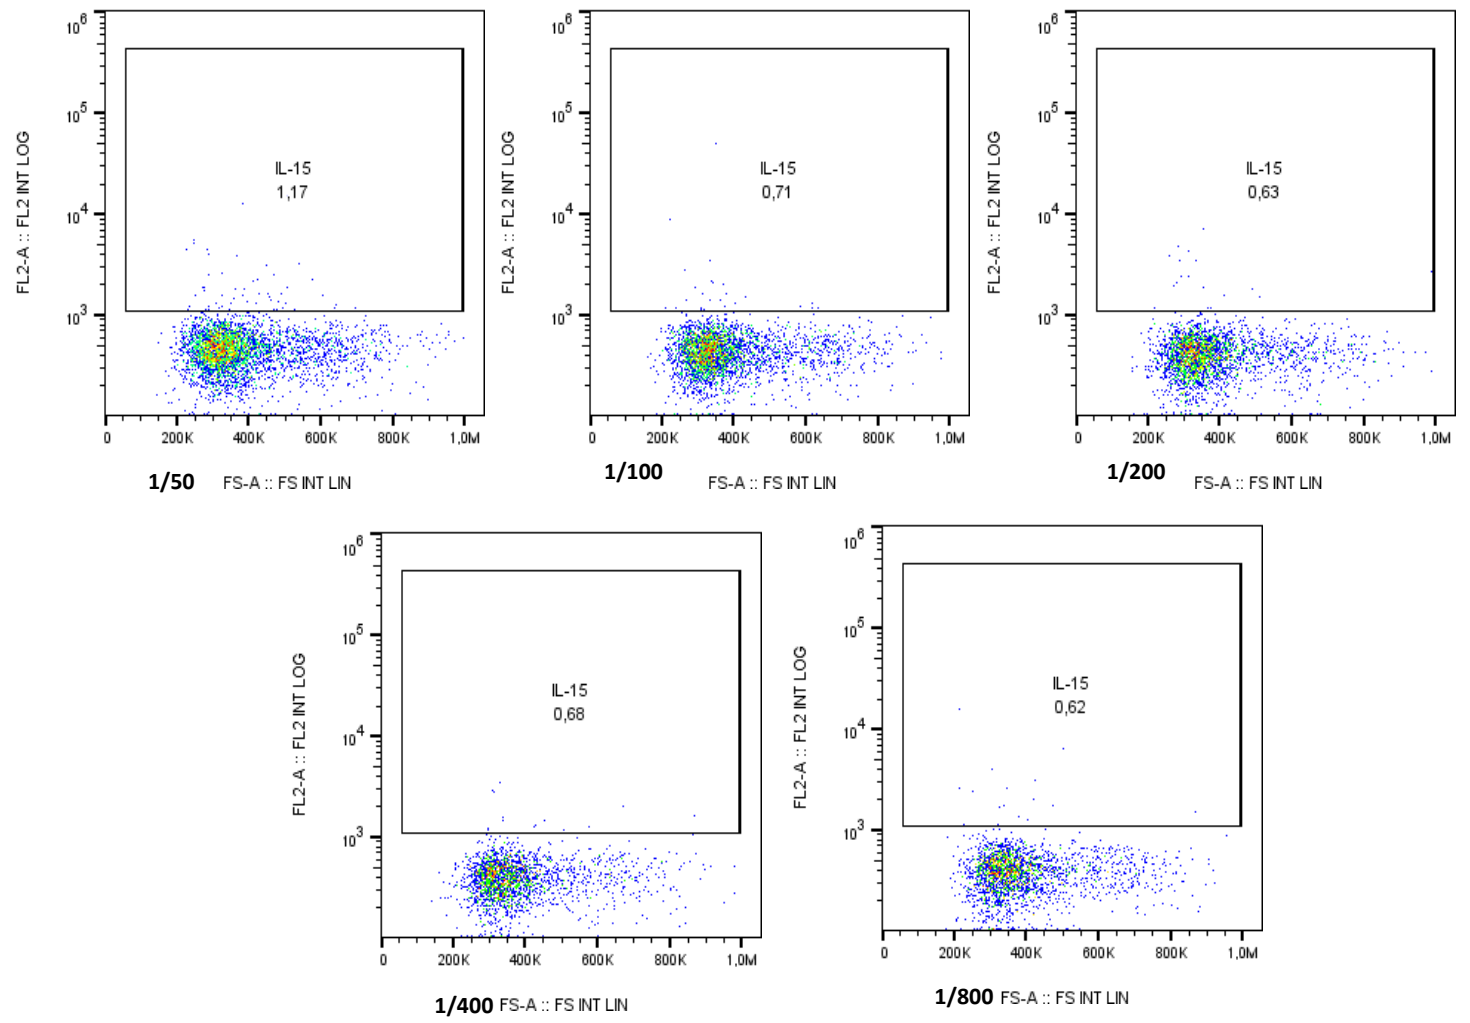 10^6
10^5
10^4
10^3
FL2-A :: FL2 INT LOG
IL-15
1,17
0 200K 400K 600K 800K 1,0M
1/50 FS-A :: FS INT LIN
10^6
10^5
10^4
10^3
FL2-A :: FL2 INT LOG
IL-15
0,71
0 200K 400K 600K 800K 1,0M
1/100 FS-A :: FS INT LIN
10^6
10^5
10^4
10^3
FL2-A :: FL2 INT LOG
IL-15
0,63
0 200K 400K 600K 800K 1,0M
1/200 FS-A :: FS INT LIN
10^6
10^5
10^4
10^3
FL2-A :: FL2 INT LOG
IL-15
0,68
0 200K 400K 600K 800K 1,0M
1/400 FS-A :: FS INT LIN
10^6
10^5
10^4
10^3
FL2-A :: FL2 INT LOG
IL-15
0,62
0 200K 400K 600K 800K 1,0M
1/800 FS-A :: FS INT LIN